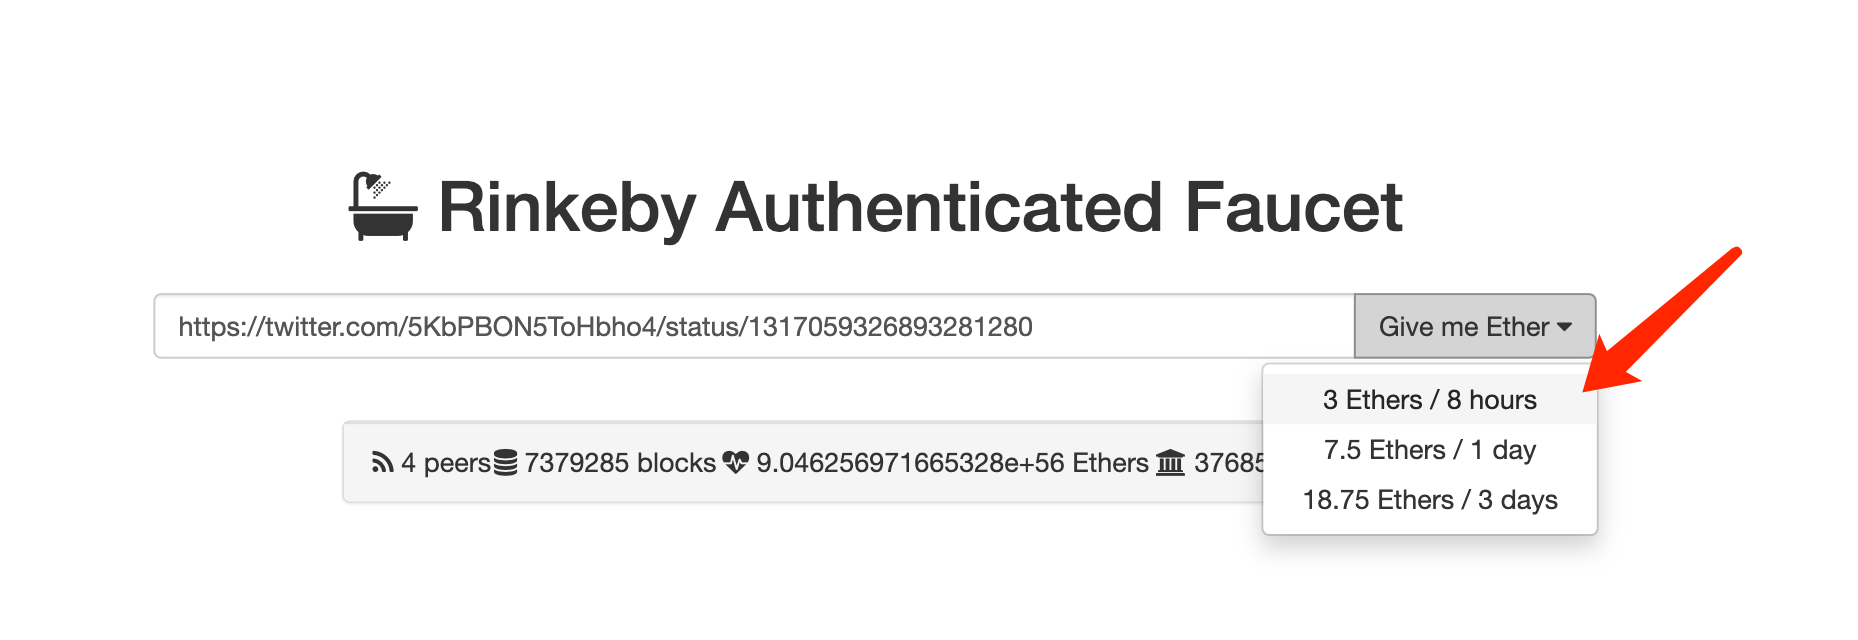 Rinkeby Authenticated Faucet
https://twitter.com/5KbPBON5ToHbho4/status/1317059326893281280
Give me Ether
3 Ethers / 8 hours
7.5 Ethers / 1 day
18.75 Ethers / 3 days
4 peers 7379285 blocks 9.046256971665328e+56 Ethers 37685